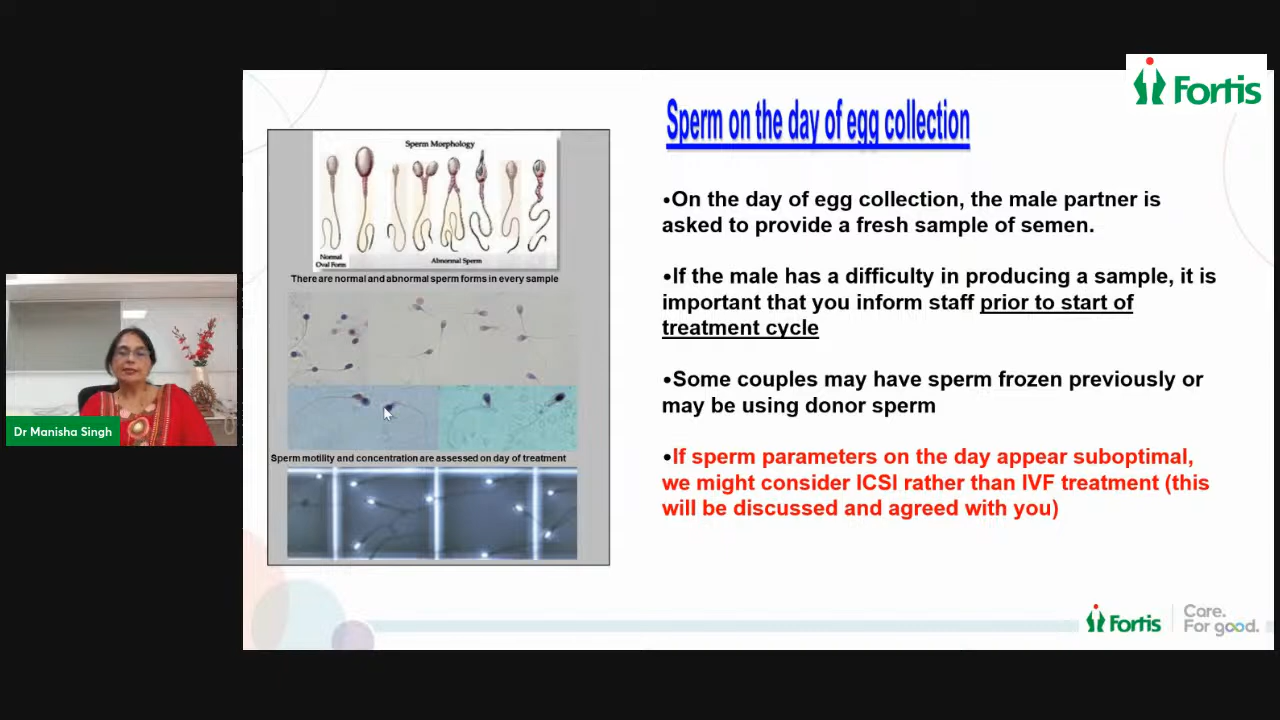 Fortis
Sperm on the day of egg collection
Sperm Morphology
Normal
Oval Form
Abnormal Sperm
There are normal and abnormal sperm forms in every sample
Sperm motility and concentration are assessed on day of treatment
•On the day of egg collection, the male partner is
asked to provide a fresh sample of semen.
•If the male has a difficulty in producing a sample, it is
important that you inform staff prior to start of
treatment cycle
•Some couples may have sperm frozen previously or
may be using donor sperm
•If sperm parameters on the day appear suboptimal,
we might consider ICSI rather than IVF treatment (this
will be discussed and agreed with you)
Dr Manisha Singh
Fortis
Care.
For good.